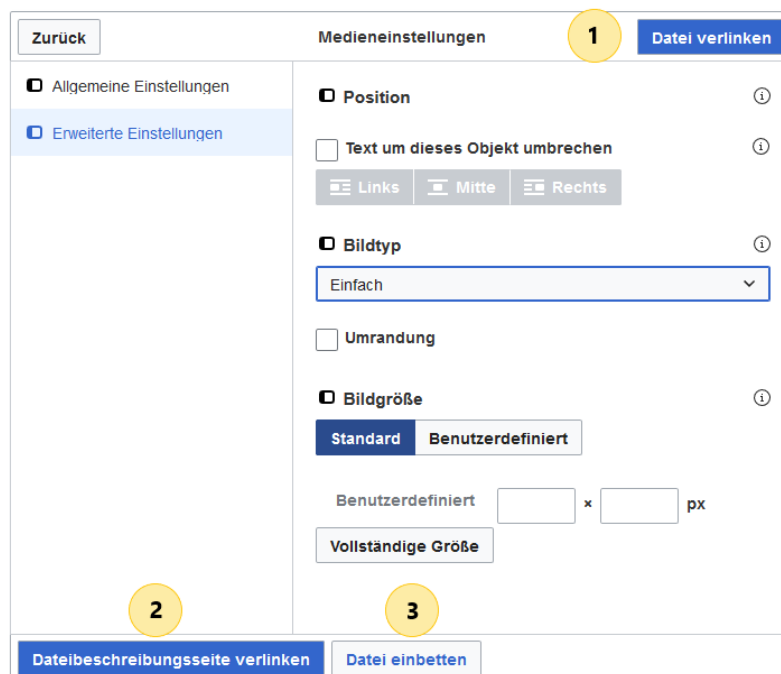 Zurück Medieneinstellungen 1 Datei verlinken
Allgemeine Einstellungen
Erweiterte Einstellungen
Position
Text um dieses Objekt umbrechen
Links Mitte Rechts
Bildtyp
Einfach
Umrandung
Bildgröße
Standard Benutzerdefiniert
Benutzerdefiniert × px
Vollständige Größe
2 3
Dateibeschreibungsseite verlinken Datei einbetten